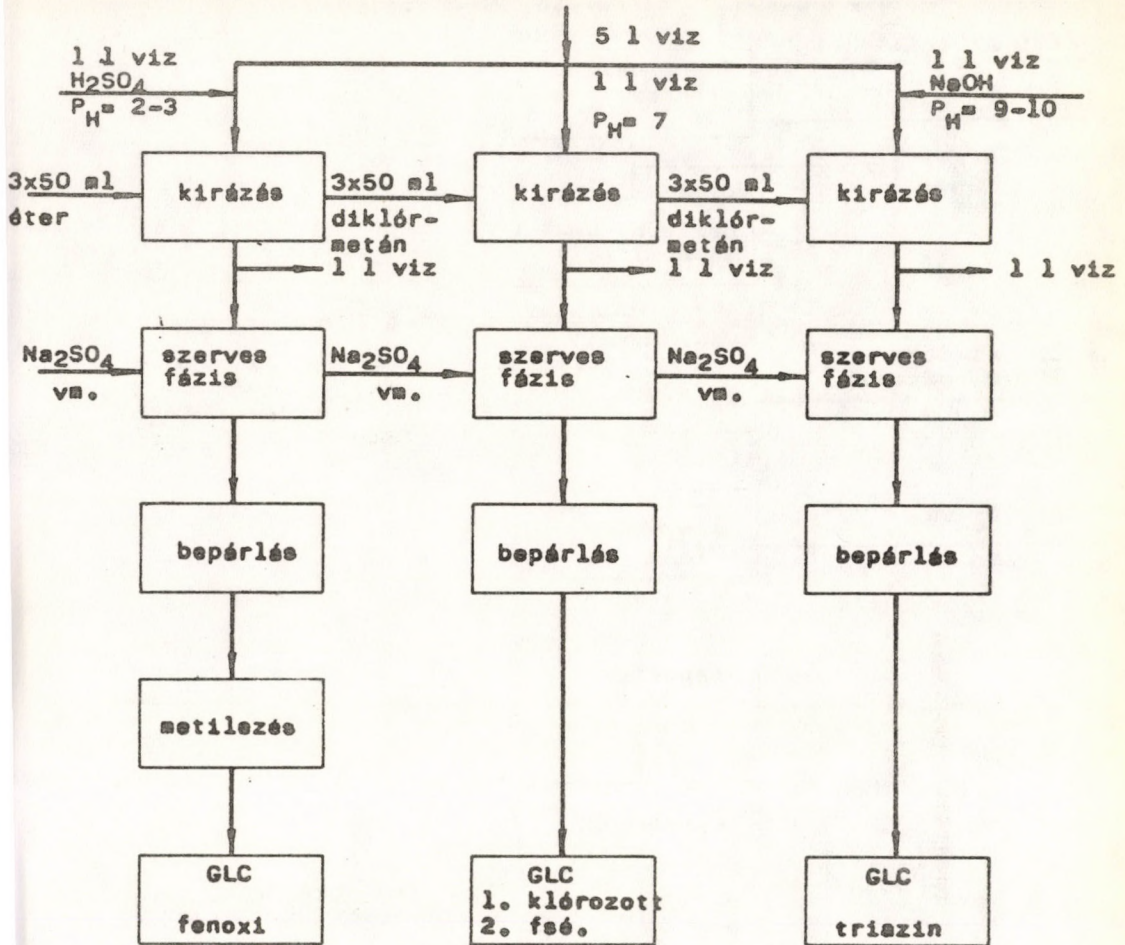 5 l viz
1 l viz
H₂SO₄
P_H= 2-3
1 l viz
P_H= 7
1 l viz
NaOH
P_H= 9-10
3x50 ml
éter
kirázás
3x50 ml
diklór-
metán
kirázás
3x50 ml
diklór-
metán
kirázás
1 l viz
1 l viz
1 l viz
Na₂SO₄
vm.
szerves
fázis
Na₂SO₄
vm.
szerves
fázis
Na₂SO₄
vm.
szerves
fázis
bepárlás
bepárlás
bepárlás
metilezés
GLC
fenoxi
GLC
1. klórozott
2. fsé.
GLC
triazin